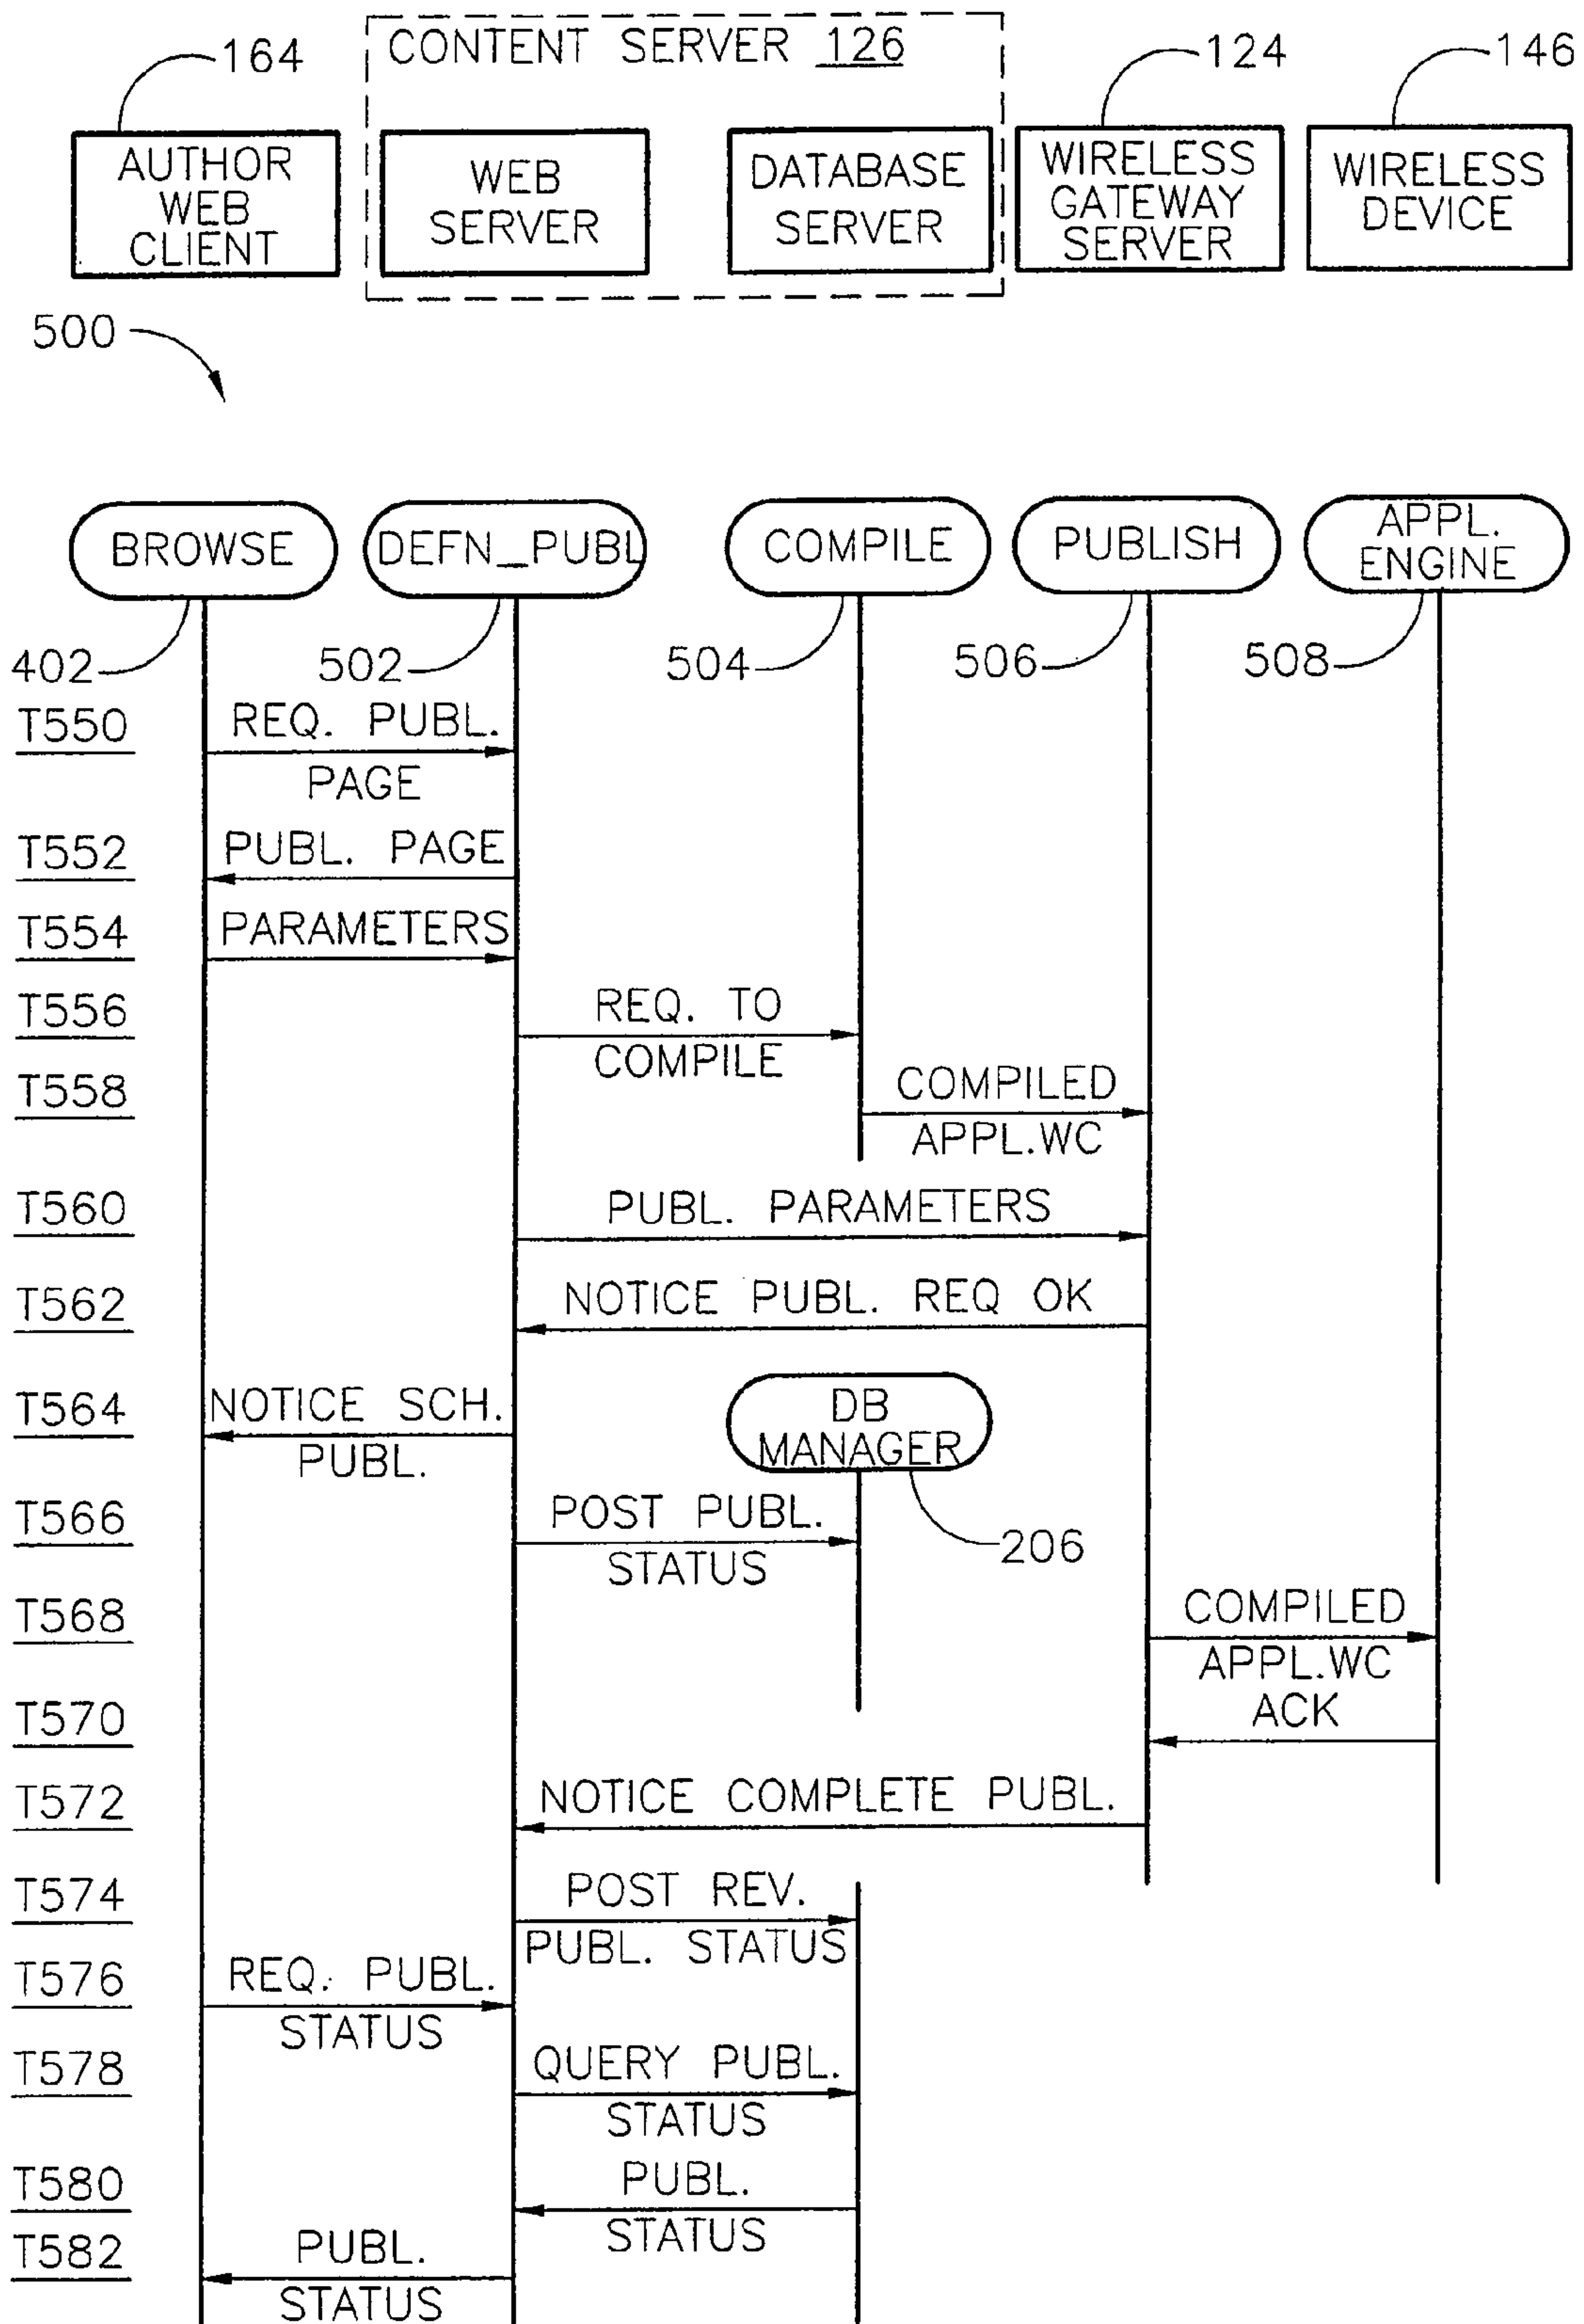 164
CONTENT SERVER 126
124
146
AUTHOR
WEB
CLIENT
WEB
SERVER
DATABASE
SERVER
WIRELESS
GATEWAY
SERVER
WIRELESS
DEVICE
500
BROWSE
DEFN_PUBL
COMPILE
PUBLISH
APPL.
ENGINE
402
502
504
506
508
T550
REQ. PUBL.
PAGE
T552
PUBL. PAGE
T554
PARAMETERS
T556
REQ. TO
COMPILE
T558
COMPILED
APPL.WC
T560
PUBL. PARAMETERS
T562
NOTICE PUBL. REQ OK
T564
NOTICE SCH.
PUBL.
DB
MANAGER
206
T566
POST PUBL.
STATUS
T568
COMPILED
APPL.WC
T570
ACK
T572
NOTICE COMPLETE PUBL.
T574
POST REV.
PUBL. STATUS
T576
REQ. PUBL.
STATUS
T578
QUERY PUBL.
STATUS
T580
PUBL.
STATUS
T582
PUBL.
STATUS